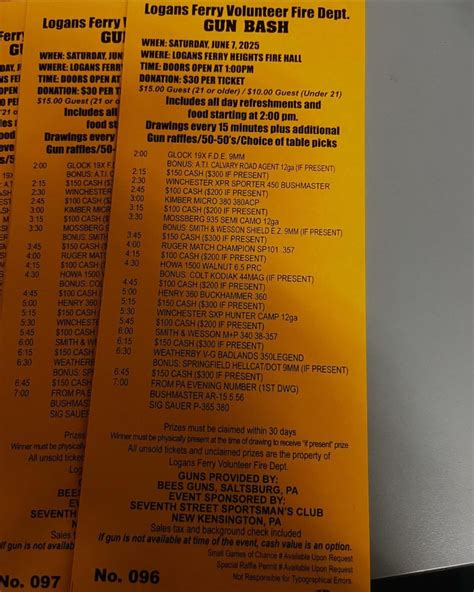 Logans Ferry Volunteer Fire Dept.
GUN BASH
WHEN: SATURDAY, JUNE 7, 2025
WHERE: LOGANS FERRY HEIGHTS FIRE HALL
TIME: DOORS OPEN AT 1:00PM
DONATION: $30 PER TICKET
$15.00 Guest (21 or older) / $10.00 Guest (Under 21)
Includes all day refreshments and
food starting at 2:00 pm.
Drawings every 15 minutes plus additional
Gun raffles/50-50's/Choice of table picks
2:00 GLOCK 19X F.D.E. 9MM
BONUS: A.T.I. CALVARY ROAD AGENT 12ga (IF PRESENT)
2:15 $150 CASH ($300 IF PRESENT)
2:30 WINCHESTER XPR SPORTER 450 BUSHMASTER
2:45 $100 CASH ($200 IF PRESENT)
3:00 KIMBER MICRO 380 380ACP
3:15 $100 CASH ($200 IF PRESENT)
3:30 MOSSBERG 935 SEMI CAMO 12ga
BONUS: SMITH & WESSON SHIELD E.Z. 9MM (IF PRESENT)
3:45 $150 CASH ($300 IF PRESENT)
4:00 RUGER MATCH CHAMPION SP101 .357
4:15 $100 CASH ($200 IF PRESENT)
4:30 HOWA 1500 WALNUT 6.5 PRC
BONUS: COLT KODIAK 44MAG (IF PRESENT)
4:45 $100 CASH ($200 IF PRESENT)
5:00 HENRY 360 BUCKHAMMER 360
5:15 $150 CASH ($300 IF PRESENT)
5:30 WINCHESTER SXP HUNTER CAMP 12ga
5:45 $100 CASH ($200 IF PRESENT)
6:00 SMITH & WESSON M+P 340 38-357
6:15 $150 CASH ($300 IF PRESENT)
6:30 WEATHERBY V-G BADLANDS 350LEGEND
BONUS: SPRINGFIELD HELLCAT/DOT 9MM (IF PRESENT)
6:45 $150 CASH ($300 IF PRESENT)
7:00 FROM PA EVENING NUMBER (1ST DWG)
BUSHMASTER AR-15 5.56
SIG SAUER P-365 380
Prizes must be claimed within 30 days
Winner must be physically present at the time of drawing to receive "if present" prize
All unsold tickets and unclaimed prizes are the property of
Logans Ferry Volunteer Fire Dept.
GUNS PROVIDED BY:
BEES GUNS, SALTSBURG, PA
EVENT SPONSORED BY:
SEVENTH STREET SPORTSMAN'S CLUB
NEW KENSINGTON, PA
Sales tax and background check included
If gun is not available at time of the event, cash value is an option.
Small Games of Chance # Available Upon Request
Special Raffle Permit # Available Upon Request
Not Responsible for Typographical Errors.
No. 096
No. 097